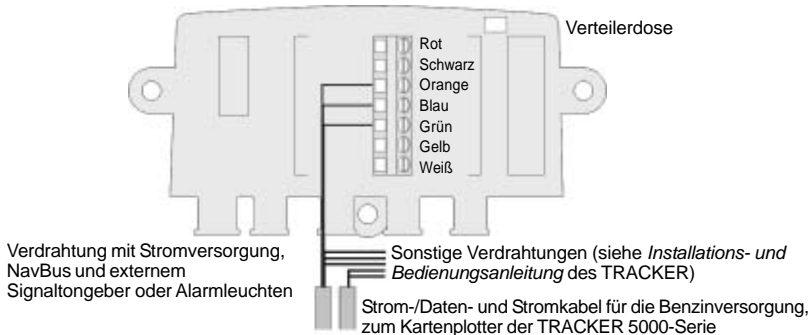 Verteilerdose
Rot
Schwarz
Orange
Blau
Grün
Gelb
Weiß
Verdrahtung mit Stromversorgung,
NavBus und externem
Signaltongeber oder Alarmleuchten
Sonstige Verdrahtungen (siehe Installations- und
Bedienungsanleitung des TRACKER)
Strom-/Daten- und Stromkabel für die Benzinversorgung,
zum Kartenplotter der TRACKER 5000-Serie